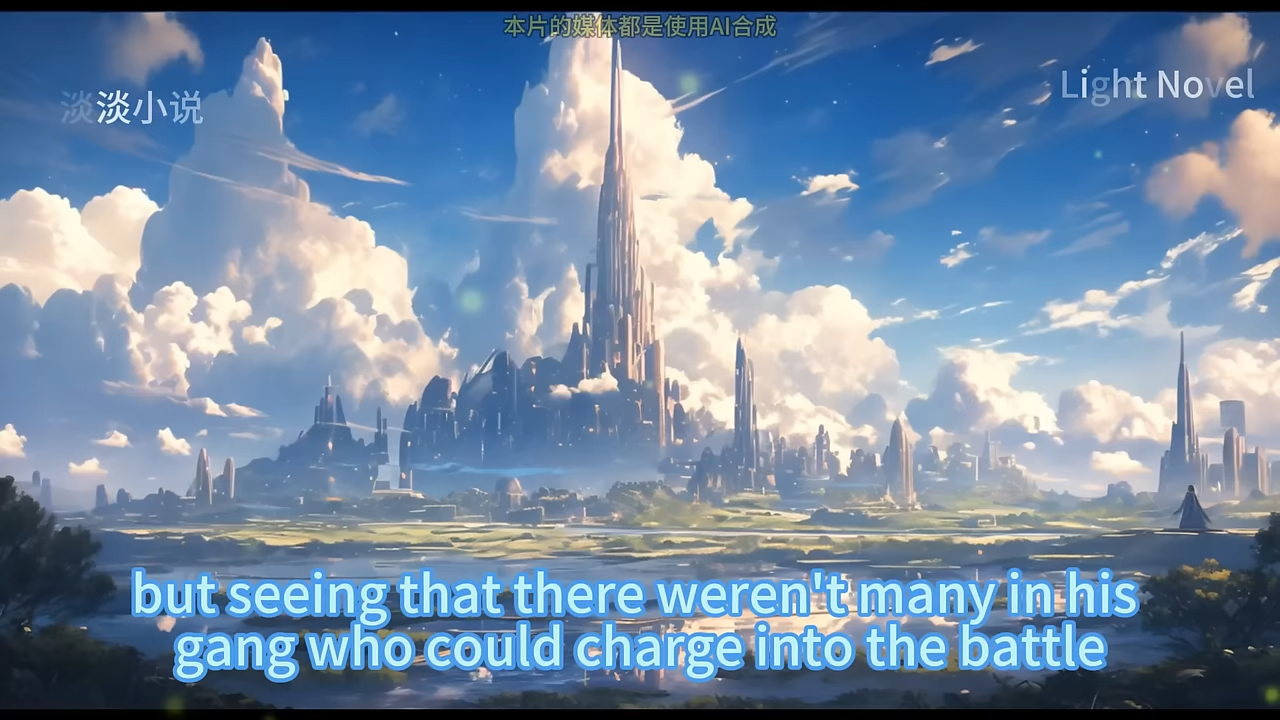 本片的媒体都是使用AI合成
淡淡小说
Light Novel
but seeing that there weren't many in his
gang who could charge into the battle